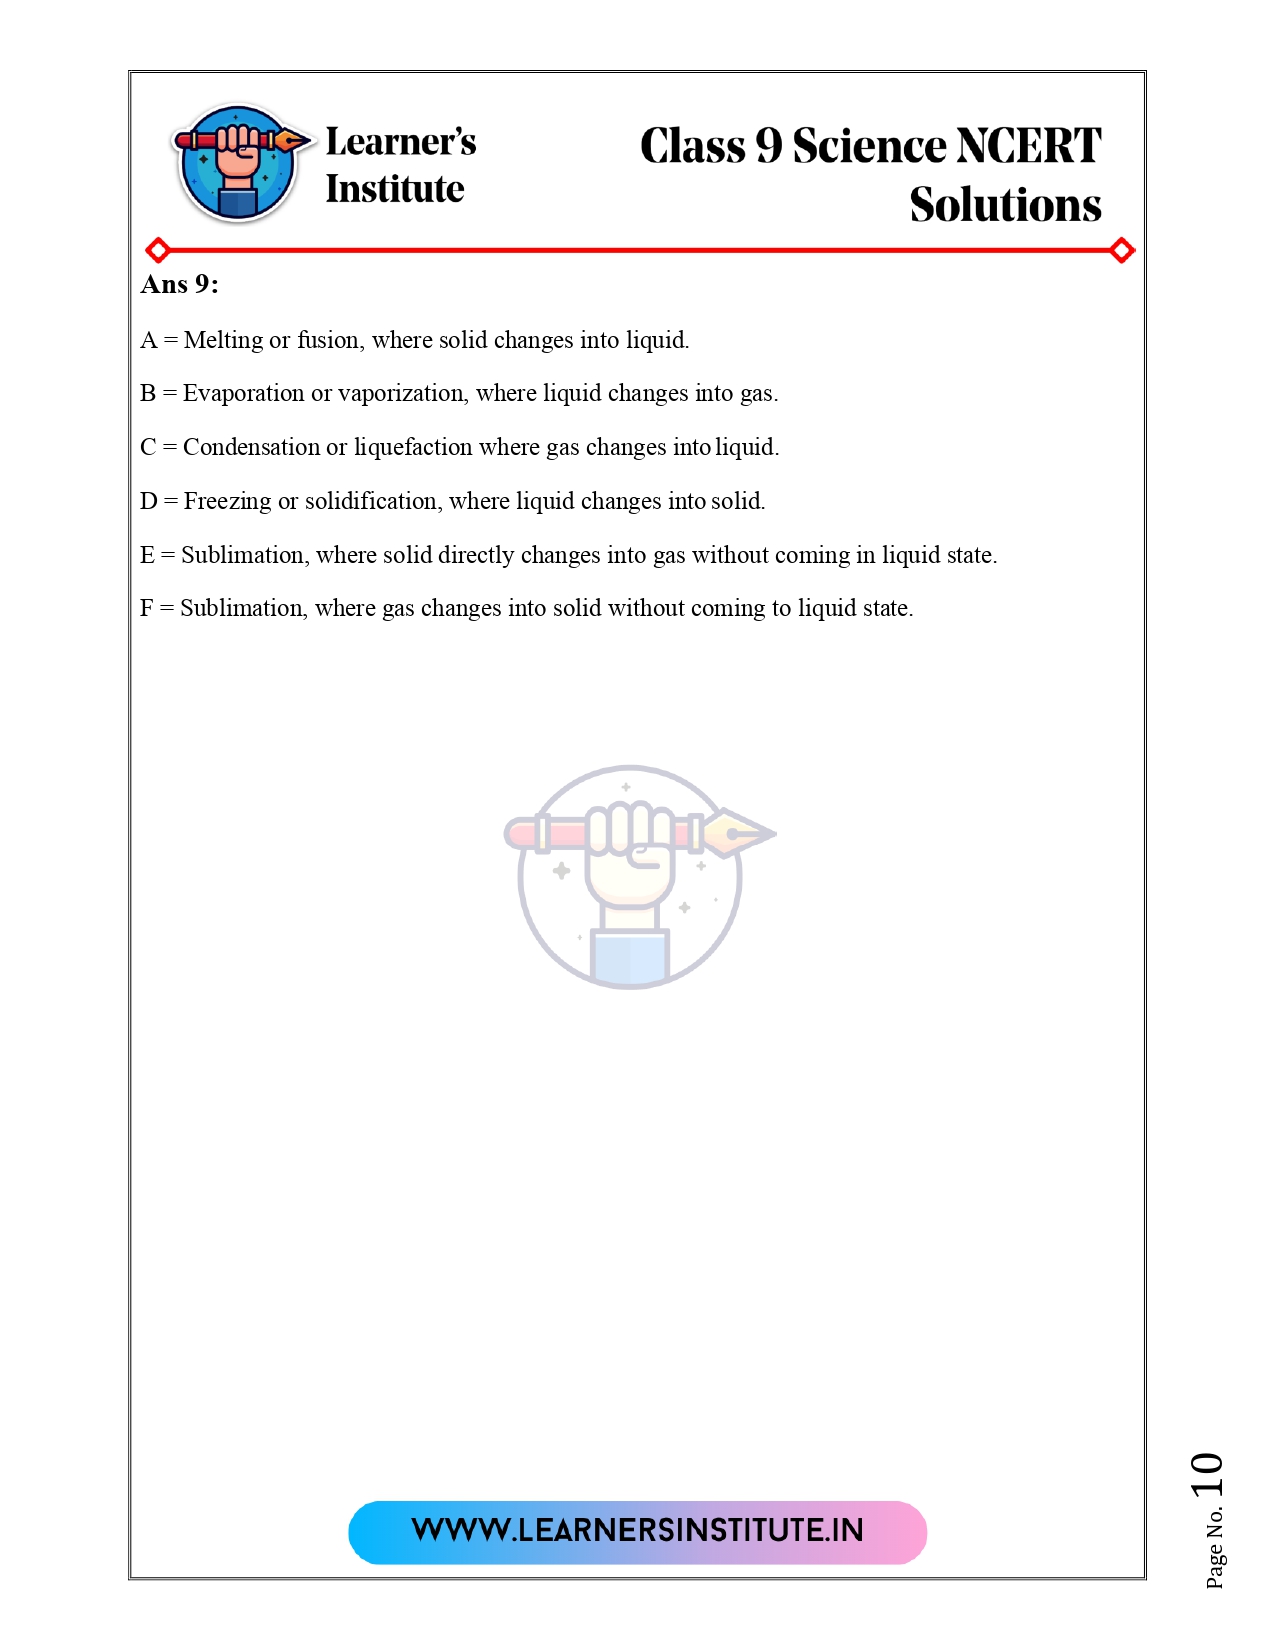 Learner's
Institute
Class 9 Science NCERT
Solutions
Ans 9:
A = Melting or fusion, where solid changes into liquid.
B = Evaporation or vaporization, where liquid changes into gas.
C = Condensation or liquefaction where gas changes into liquid.
D = Freezing or solidification, where liquid changes into solid.
E = Sublimation, where solid directly changes into gas without coming in liquid state.
F = Sublimation, where gas changes into solid without coming to liquid state.
WWW.LEARNERSINSTITUTE.IN
Page No. 10